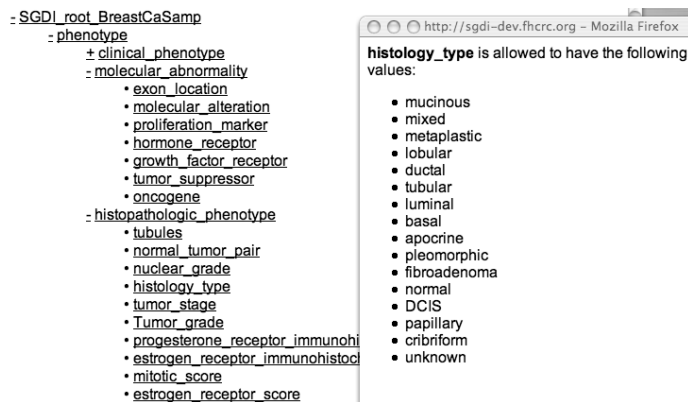 - SGDI_root_BreastCaSamp
- phenotype
+ clinical_phenotype
- molecular_abnormality
• exon_location
• molecular_alteration
• proliferation_marker
• hormone_receptor
• growth_factor_receptor
• tumor_suppressor
• oncogene
- histopathologic_phenotype
• tubules
• normal_tumor_pair
• nuclear_grade
• histology_type
• tumor_stage
• Tumor_grade
• progesterone_receptor_immunohi
• estrogen_receptor_immunohistoch
• mitotic_score
• estrogen_receptor_score
http://sgdi-dev.fhcrc.org – Mozilla Firefox
histology_type is allowed to have the following
values:
• mucinous
• mixed
• metaplastic
• lobular
• ductal
• tubular
• luminal
• basal
• apocrine
• pleomorphic
• fibroadenoma
• normal
• DCIS
• papillary
• cribriform
• unknown